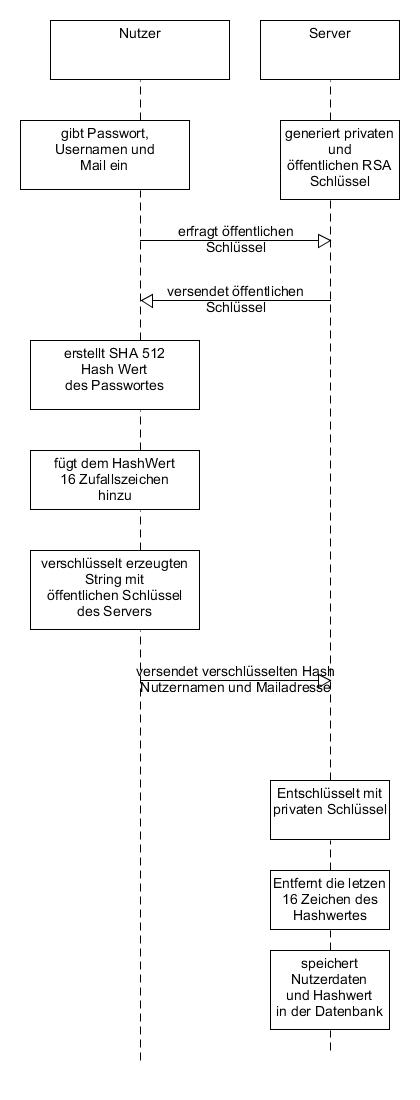 Nutzer
Server
gibt Passwort,
Usernamen und
Mail ein
generiert privaten
und
öffentlichen RSA
Schlüssel
erfragt öffentlichen
Schlüssel
versendet öffentlichen
Schlüssel
erstellt SHA 512
Hash Wert
des Passwortes
fügt dem HashWert
16 Zufallszeichen
hinzu
verschlüsselt erzeugten
String mit
öffentlichen Schlüssel
des Servers
versendet verschlüsselten Hash
Nutzernamen und Mailadresse
Entschlüsselt mit
privaten Schlüssel
Entfernt die letzen
16 Zeichen des
Hashwertes
speichert
Nutzerdaten
und Hashwert
in der Datenbank